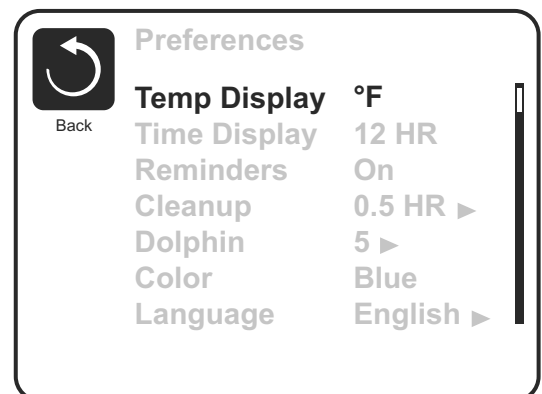 Preferences
Back
Temp Display °F
Time Display 12 HR
Reminders On
Cleanup 0.5 HR ►
Dolphin 5 ►
Color Blue
Language English ►